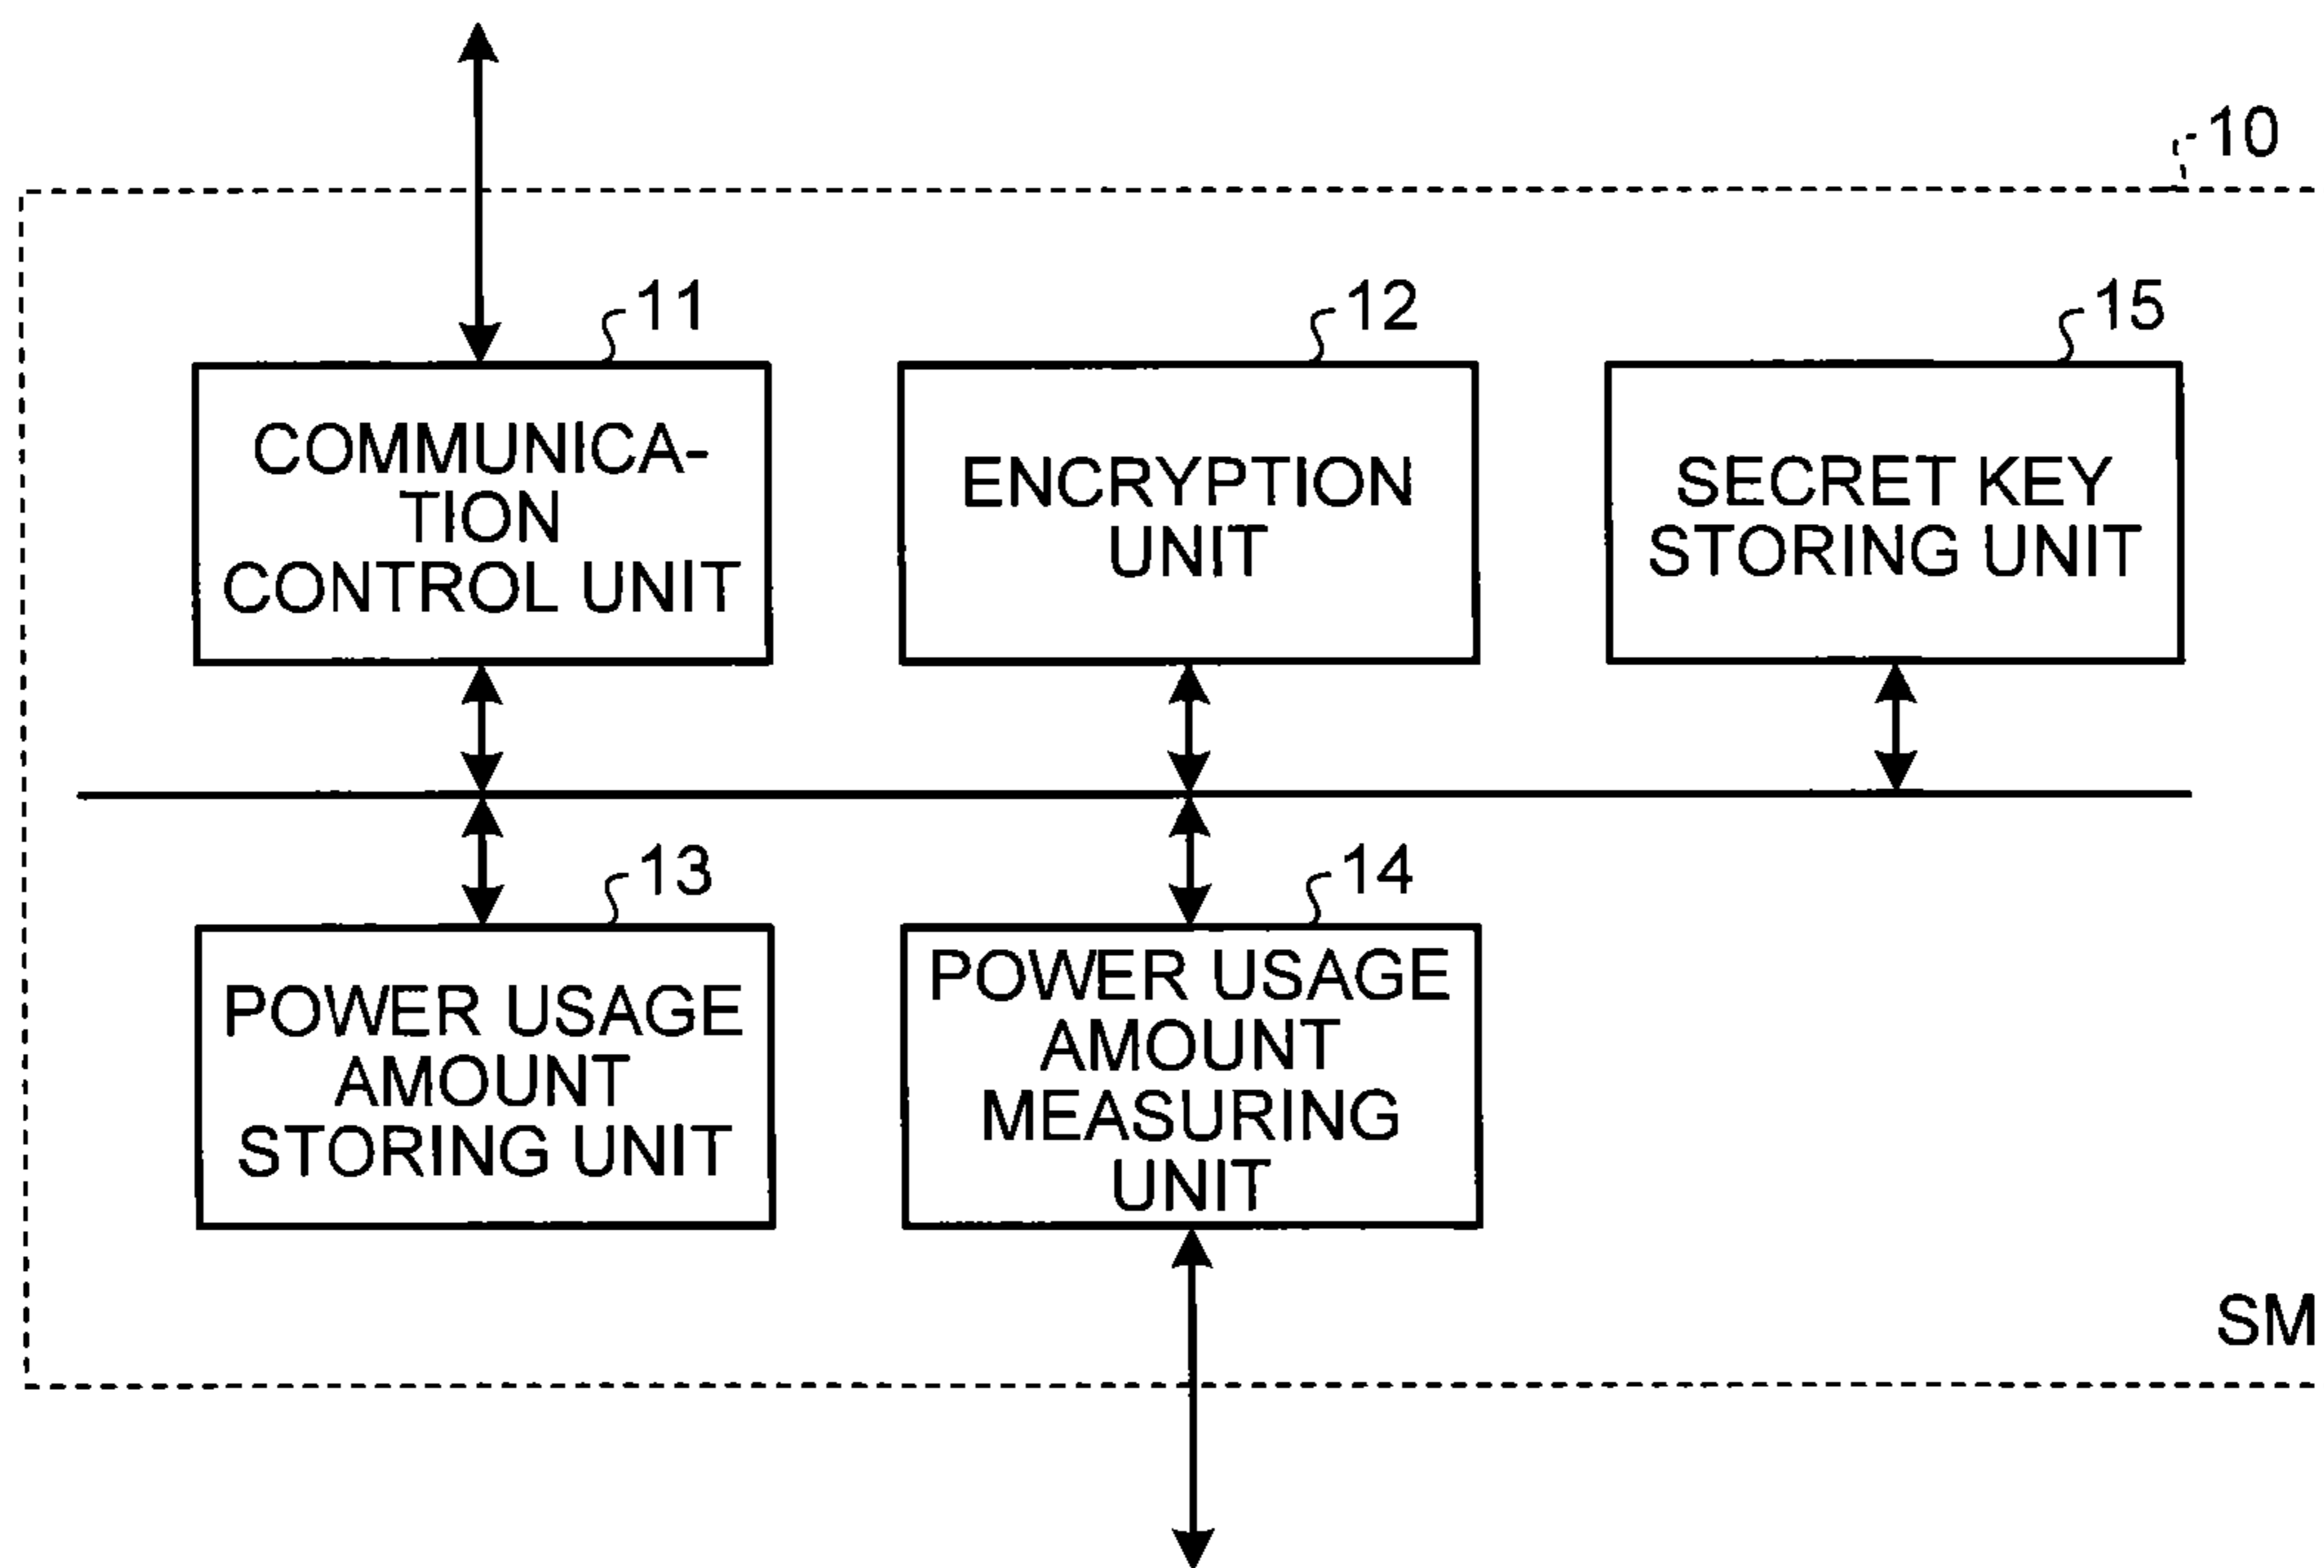 10
11
COMMUNICA-
TION
CONTROL UNIT
12
ENCRYPTION
UNIT
15
SECRET KEY
STORING UNIT
13
POWER USAGE
AMOUNT
STORING UNIT
14
POWER USAGE
AMOUNT
MEASURING
UNIT
SM